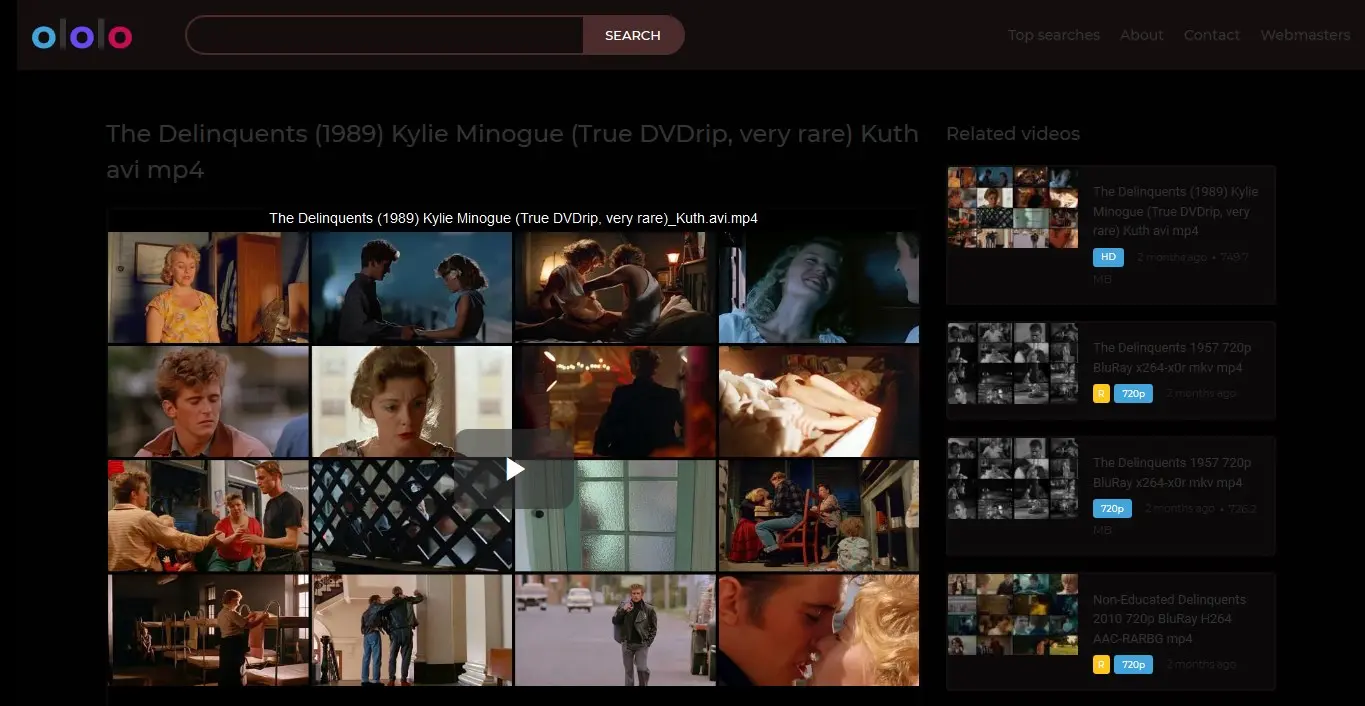 ololo
SEARCH
Top searches About Contact Webmasters
The Delinquents (1989) Kylie Minogue (True DVDrip, very rare) Kuth
avi mp4
The Delinquents (1989) Kylie Minogue (True DVDrip, very rare)_Kuth.avi.mp4
Related videos
The Delinquents (1989) Kylie
Minogue (True DVDrip, very
rare) Kuth avi mp4
HD 2 months ago • 749.7
MB
The Delinquents 1957 720p
BluRay x264-x0r mkv mp4
R 720p 2 months ago
The Delinquents 1957 720p
BluRay x264-x0r mkv mp4
720p 2 months ago • 726.2
MB
Non-Educated Delinquents
2010 720p BluRay H264
AAC-RARBG mp4
R 720p 2 months ago